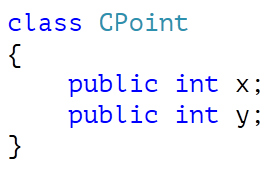 class CPoint
{
    public int x;
    public int y;
}